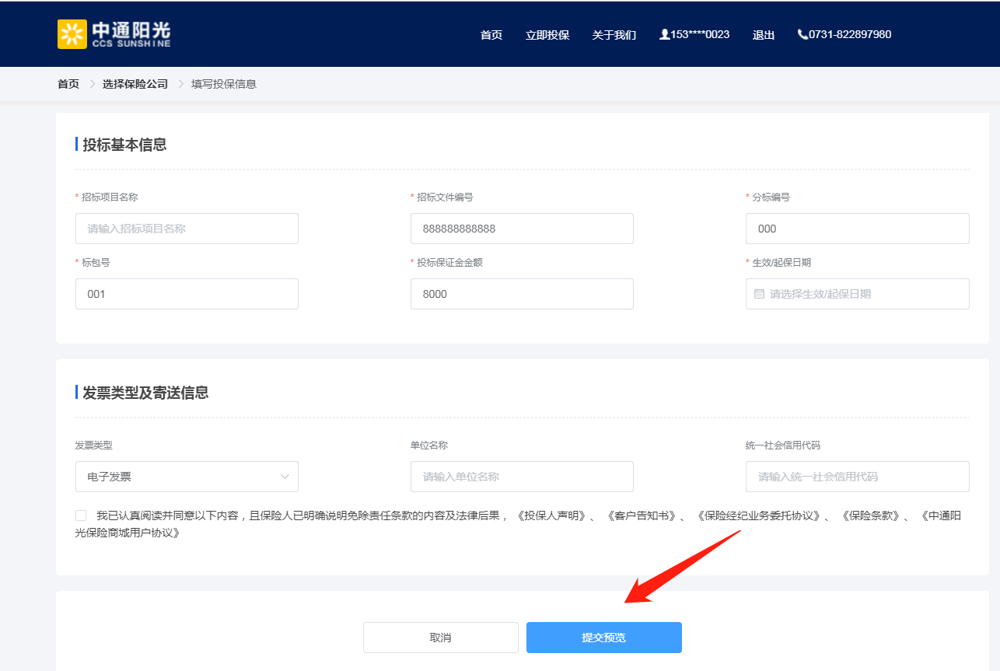 中通阳光
CCS SUNSHINE
首页 立即投保 关于我们 153****0023 退出 0731-822897980
首页 > 选择保险公司 > 填写投保信息
投标基本信息
* 招标项目名称 * 招标文件编号 * 分标编号
请输入招标项目名称 888888888888 000
* 标包号 * 投标保证金金额 * 生效/起保日期
001 8000 请选择生效/起保日期
发票类型及寄送信息
发票类型 单位名称 统一社会信用代码
电子发票 请输入单位名称 请输入统一社会信用代码
我已认真阅读并同意以下内容，且保险人已明确说明免除责任条款的内容及法律后果，《投保人声明》、《客户告知书》、《保险经纪业务委托协议》、《保险条款》、《中通阳
光保险商城用户协议》
取消 提交预览